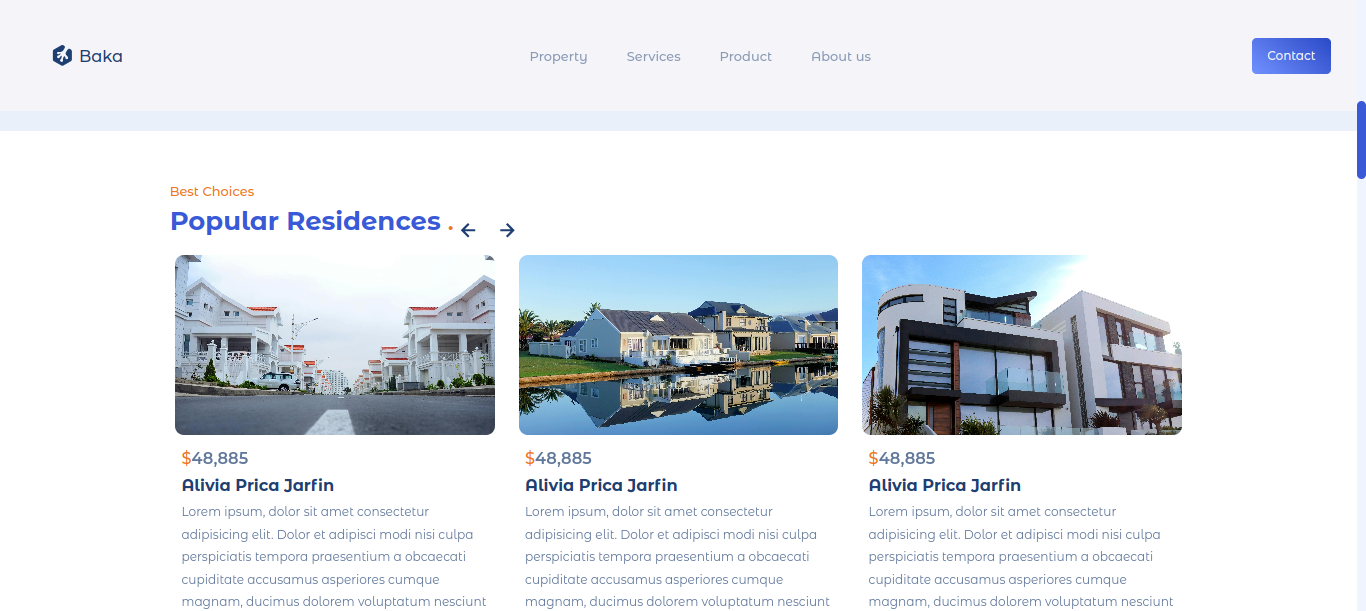 Baka
Property Services Product About us
Contact
Best Choices
Popular Residences .
$48,885
Alivia Prica Jarfin
Lorem ipsum, dolor sit amet consectetur
adipisicing elit. Dolor et adipisci modi nisi culpa
perspiciatis tempora praesentium a obcaecati
cupiditate accusamus asperiores cumque
magnam, ducimus dolorem voluptatum nesciunt
$48,885
Alivia Prica Jarfin
Lorem ipsum, dolor sit amet consectetur
adipisicing elit. Dolor et adipisci modi nisi culpa
perspiciatis tempora praesentium a obcaecati
cupiditate accusamus asperiores cumque
magnam, ducimus dolorem voluptatum nesciunt
$48,885
Alivia Prica Jarfin
Lorem ipsum, dolor sit amet consectetur
adipisicing elit. Dolor et adipisci modi nisi culpa
perspiciatis tempora praesentium a obcaecati
cupiditate accusamus asperiores cumque
magnam, ducimus dolorem voluptatum nesciunt